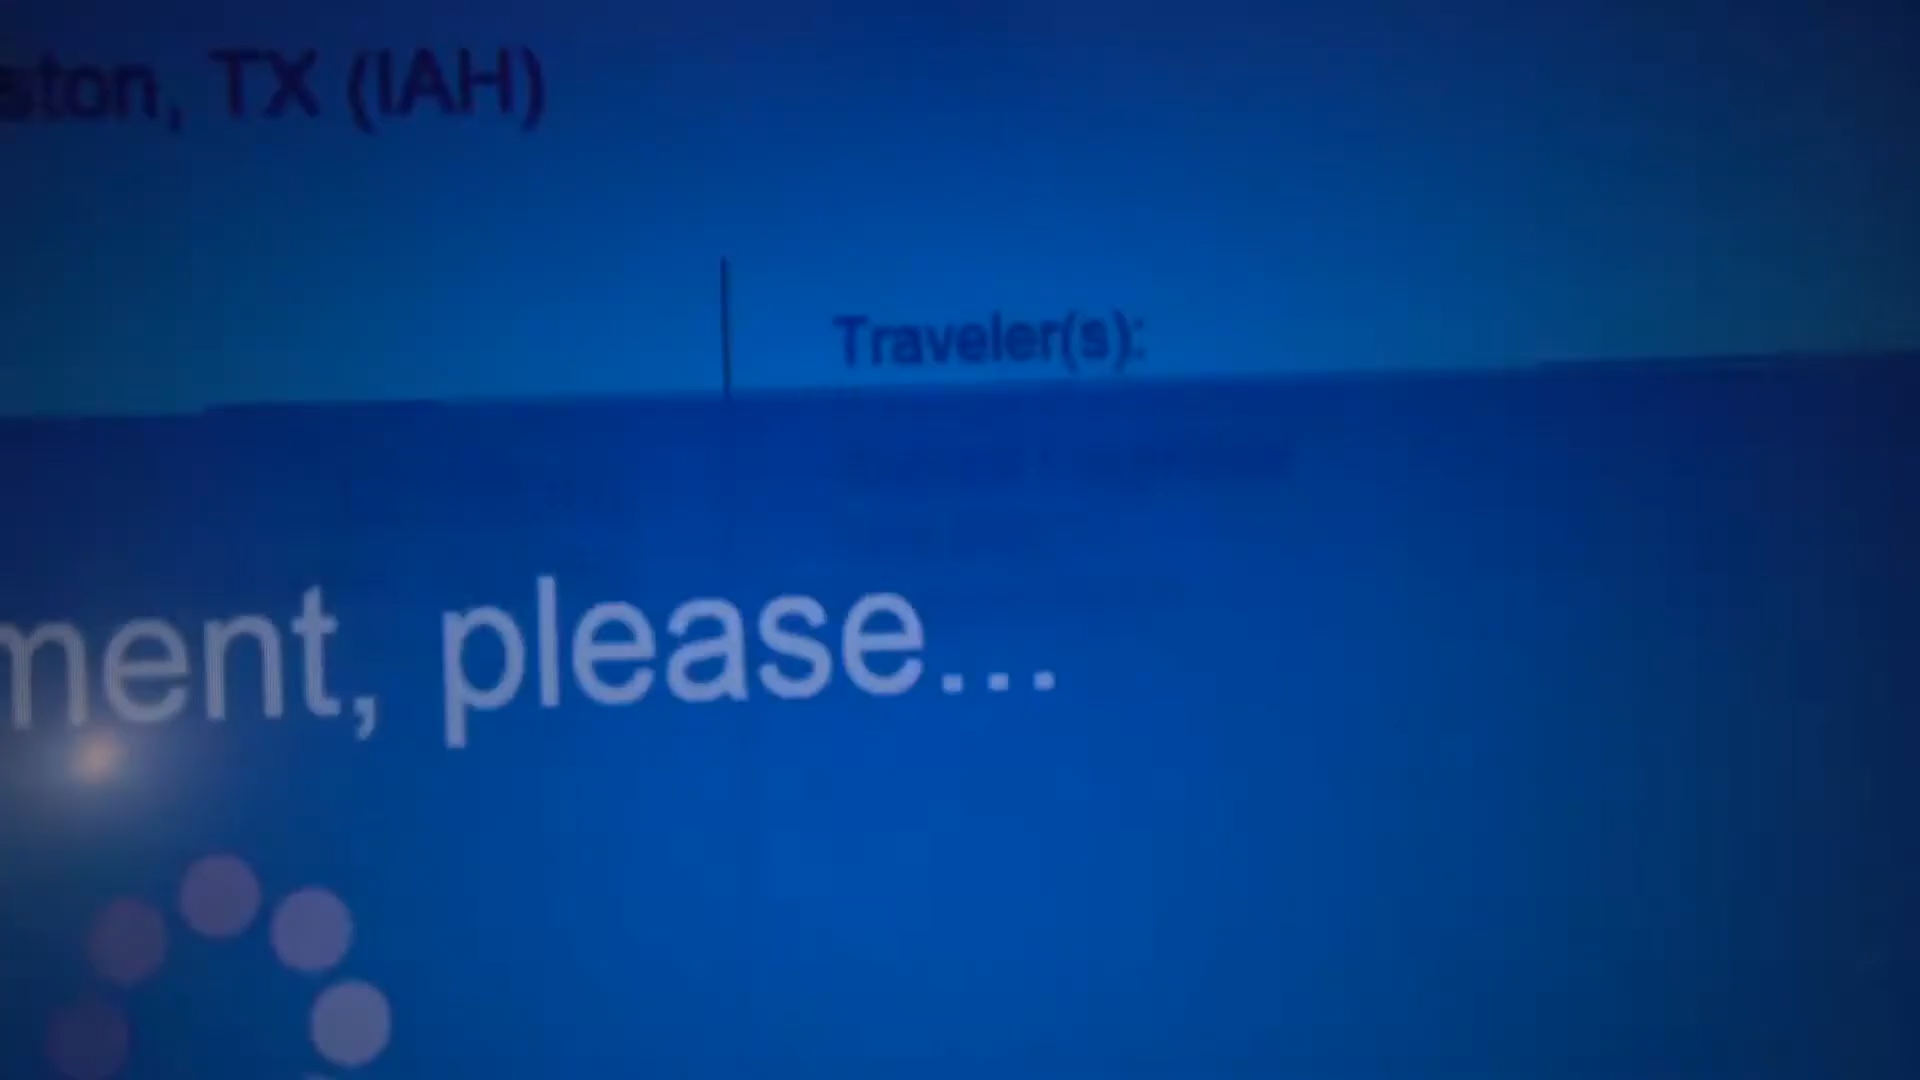 ston, TX (IAH)
Traveler(s):
ment, please...